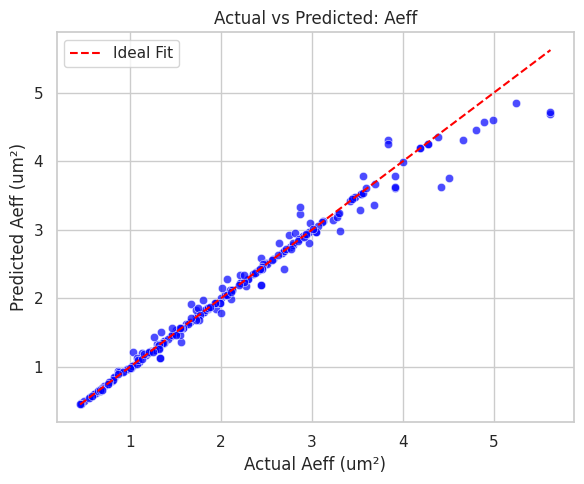 Actual vs Predicted: Aeff
Ideal Fit
Predicted Aeff (um²)
5
4
3
2
1
1 2 3 4 5
Actual Aeff (um²)